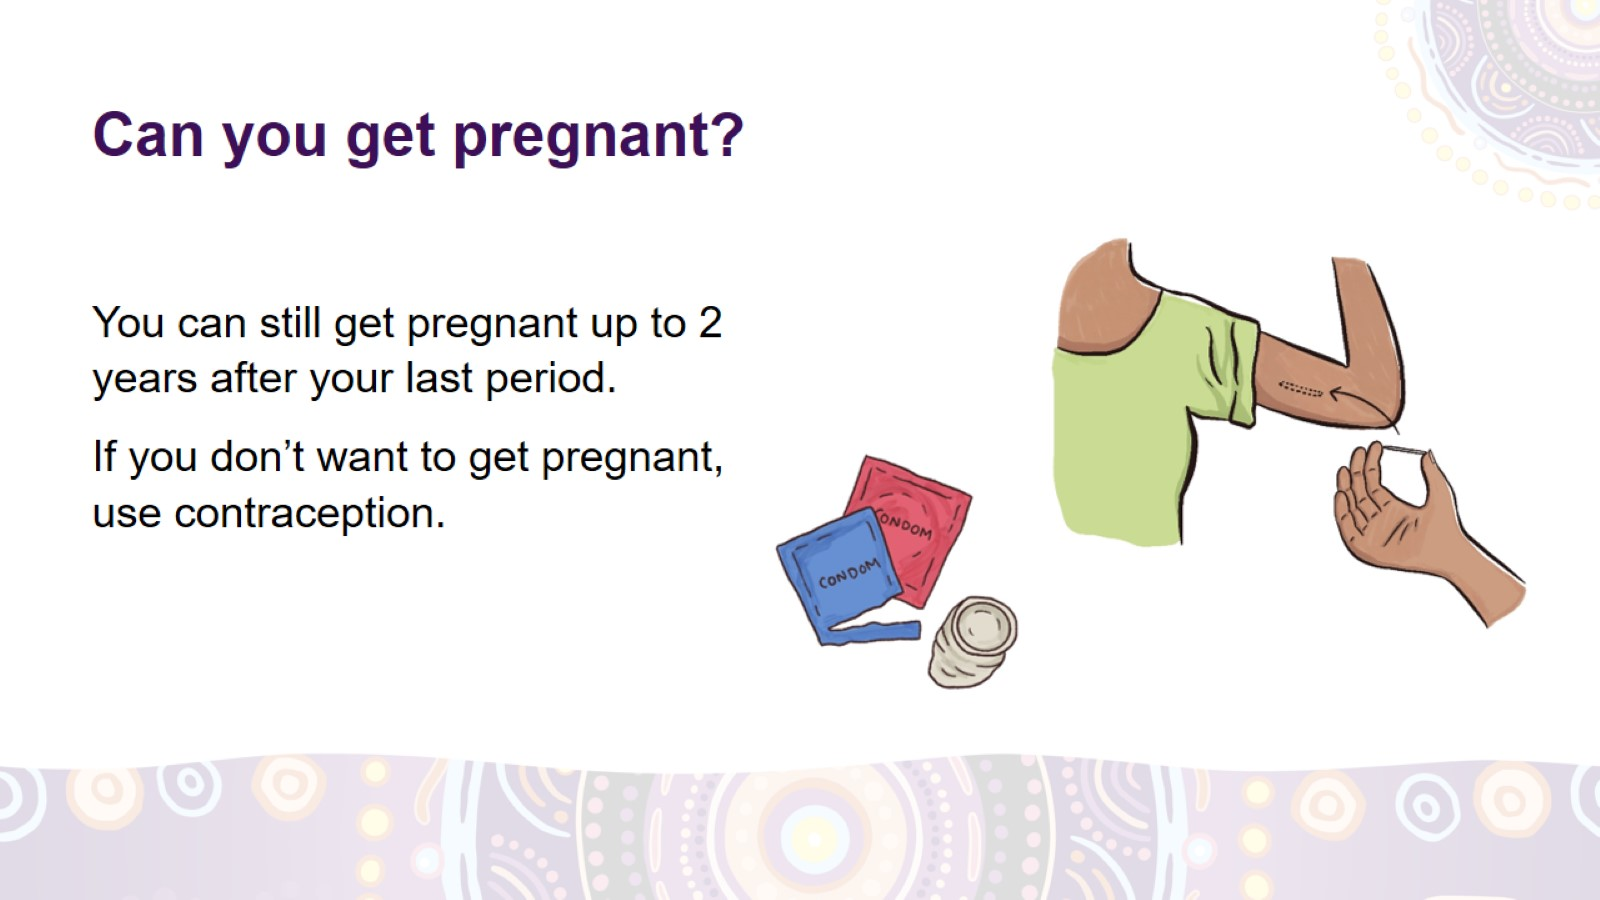 Can you get pregnant?
You can still get pregnant up to 2
years after your last period.
If you don’t want to get pregnant,
use contraception.
CONDOM
CONDOM